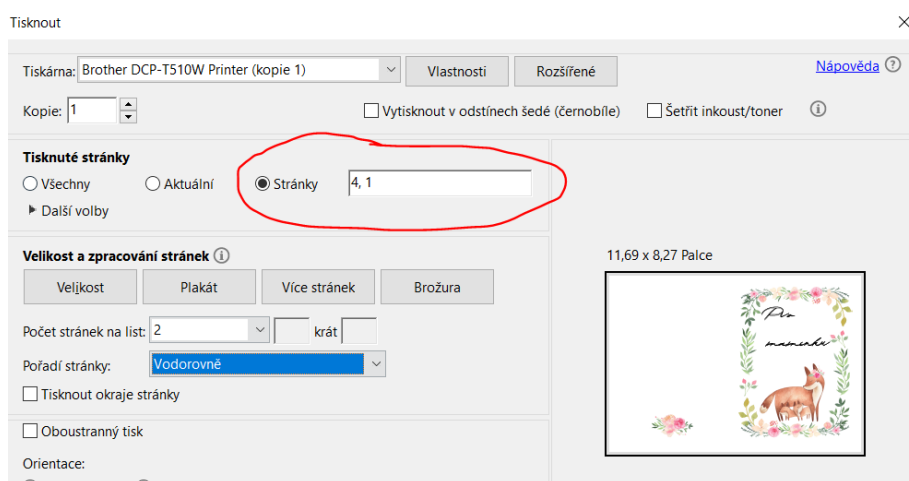 Tisknout
Tiskárna: Brother DCP-T510W Printer (kopie 1) Vlastnosti Rozšířené Nápověda
Kopie: 1 Vytisknout v odstínech šedé (černobíle) Šetřit inkoust/toner
Tisknuté stránky
Všechny Aktuální Stránky 4, 1
Další volby
Velikost a zpracování stránek
Velikost Plakát Více stránek Brožura
Počet stránek na list: 2 krát
Pořadí stránky: Vodorovně
Tisknout okraje stránky
Oboustranný tisk
Orientace:
11,69 x 8,27 Palce
Pro
maminku